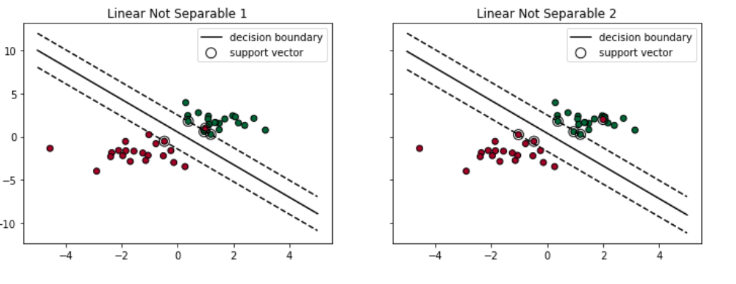 Linear Not Separable 1
Linear Not Separable 2
decision boundary
support vector
decision boundary
support vector
10
5
0
−5
−10
−4
−2
0
2
4
−4
−2
0
2
4